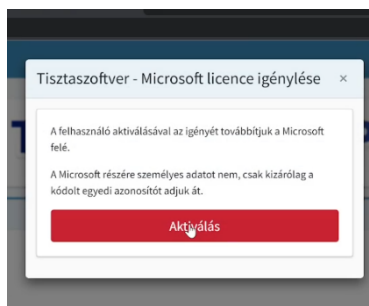 Tisztaszoftver - Microsoft licence igénylése ×
A felhasználó aktiválásával az igényét továbbítjuk a Microsoft
felé.
A Microsoft részére személyes adatot nem, csak kizárólag a
kódolt egyedi azonosítót adjuk át.
Aktiválás